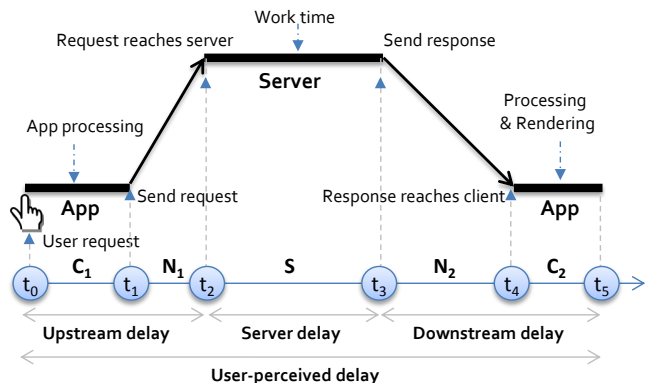 Work time
Request reaches server
Send response
Server
Processing
& Rendering
App processing
App
Send request
Response reaches client
App
User request
C1
N1
S
N2
C2
t0
t1
t2
t3
t4
t5
Upstream delay
Server delay
Downstream delay
User-perceived delay